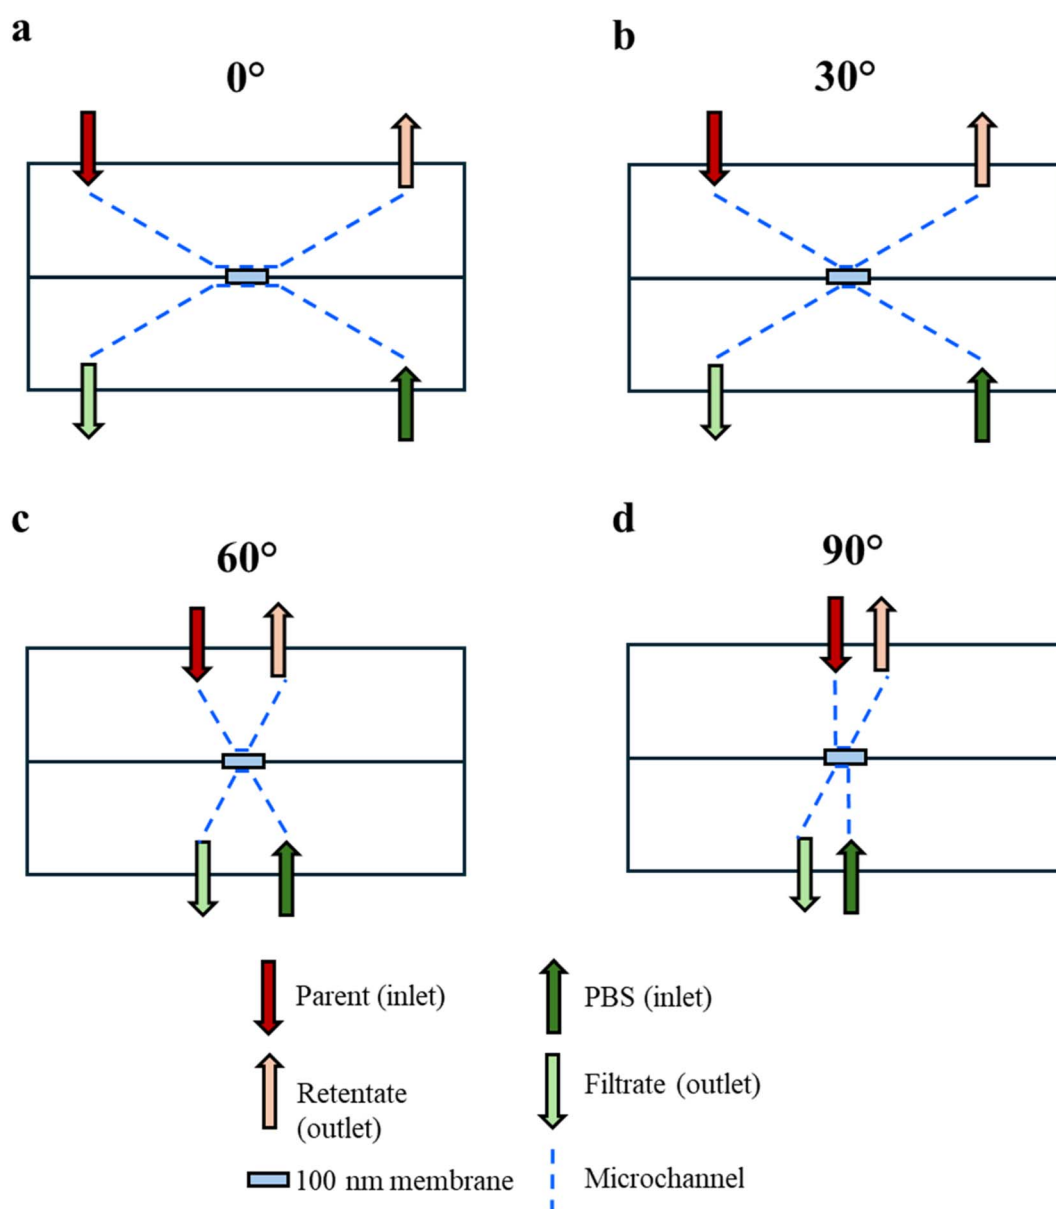 a
0°
b
30°
c
60°
d
90°
Parent (inlet)
PBS (inlet)
Retentate
(outlet)
Filtrate (outlet)
100 nm membrane
Microchannel